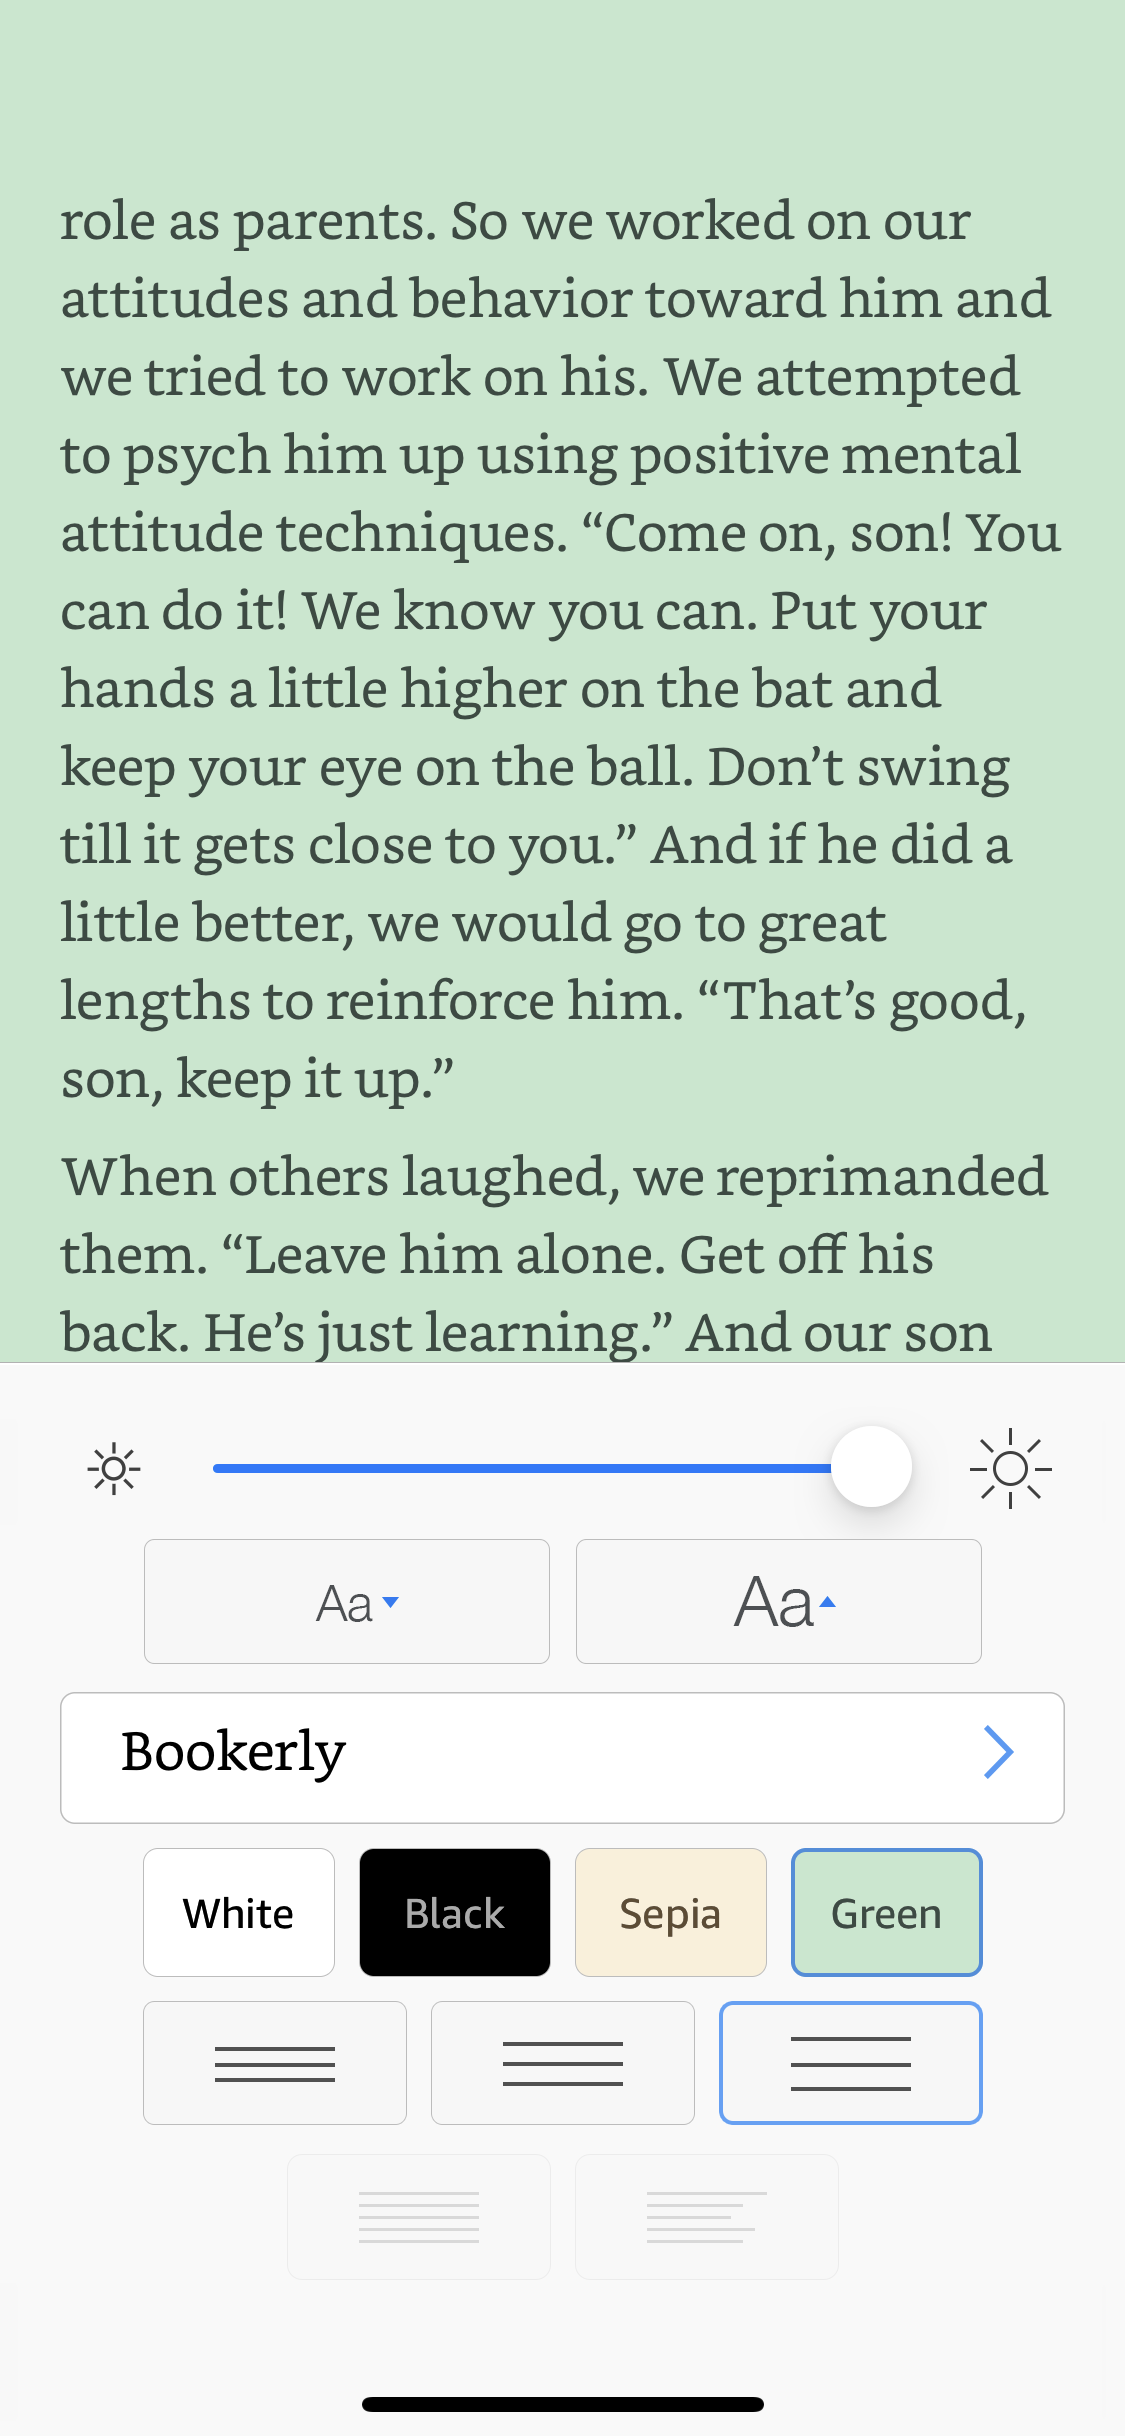 role as parents. So we worked on our
attitudes and behavior toward him and
we tried to work on his. We attempted
to psych him up using positive mental
attitude techniques. “Come on, son! You
can do it! We know you can. Put your
hands a little higher on the bat and
keep your eye on the ball. Don’t swing
till it gets close to you.” And if he did a
little better, we would go to great
lengths to reinforce him. “That’s good,
son, keep it up.”
When others laughed, we reprimanded
them. “Leave him alone. Get off his
back. He’s just learning.” And our son
Aa Aa
Bookerly
White Black Sepia Green